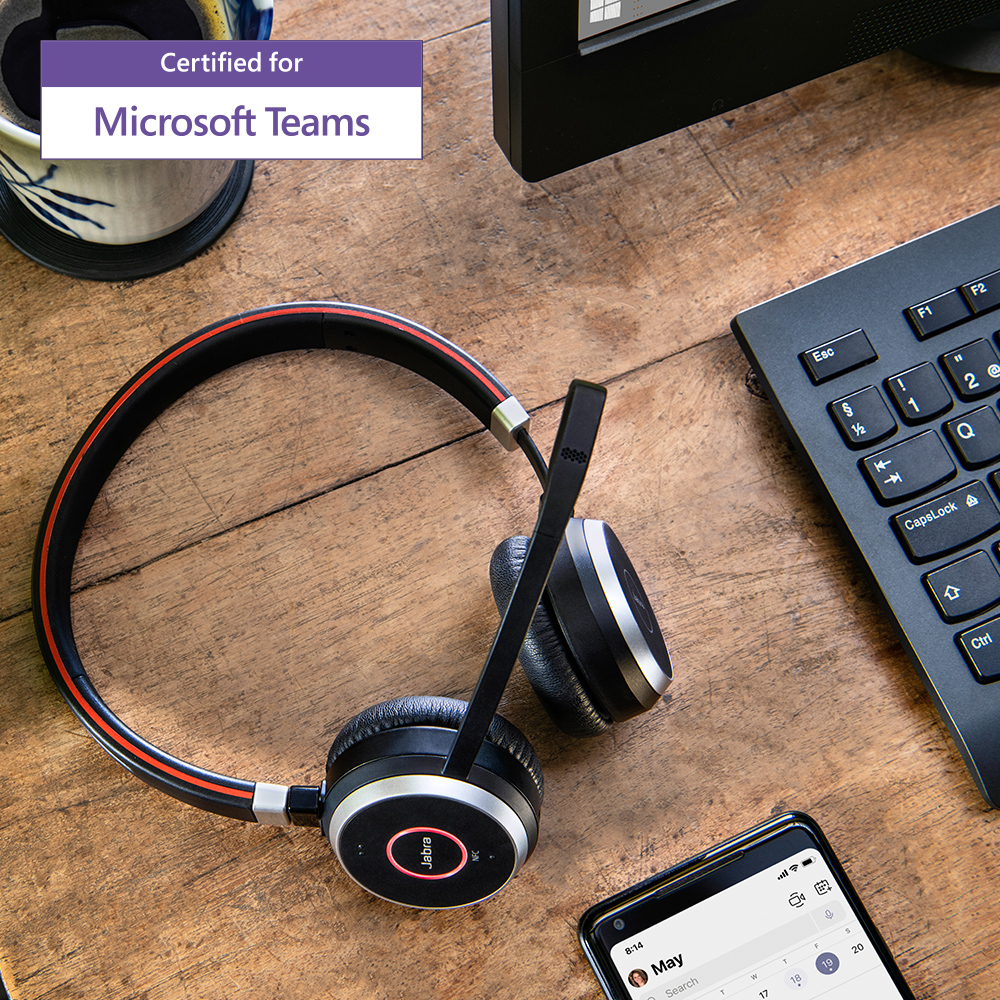 Certified for
Microsoft Teams
F1
F2
Esc
!
1
"
2 @
§
½
Q
CapsLock
Ctrl
Jabra
NFC
8:14
May
Search
T
W
T
F
S
17
18
19
20